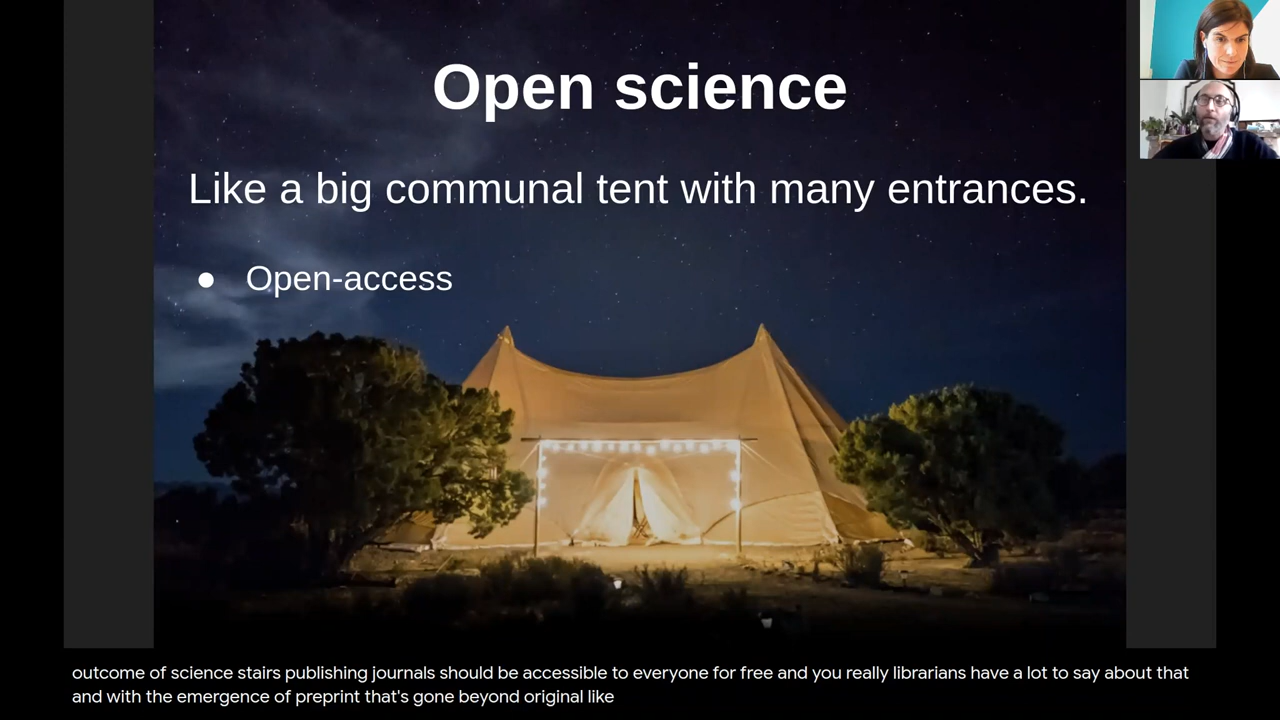 Open science
Like a big communal tent with many entrances.
● Open-access
outcome of science stairs publishing journals should be accessible to everyone for free and you really librarians have a lot to say about that
and with the emergence of preprint that's gone beyond original like